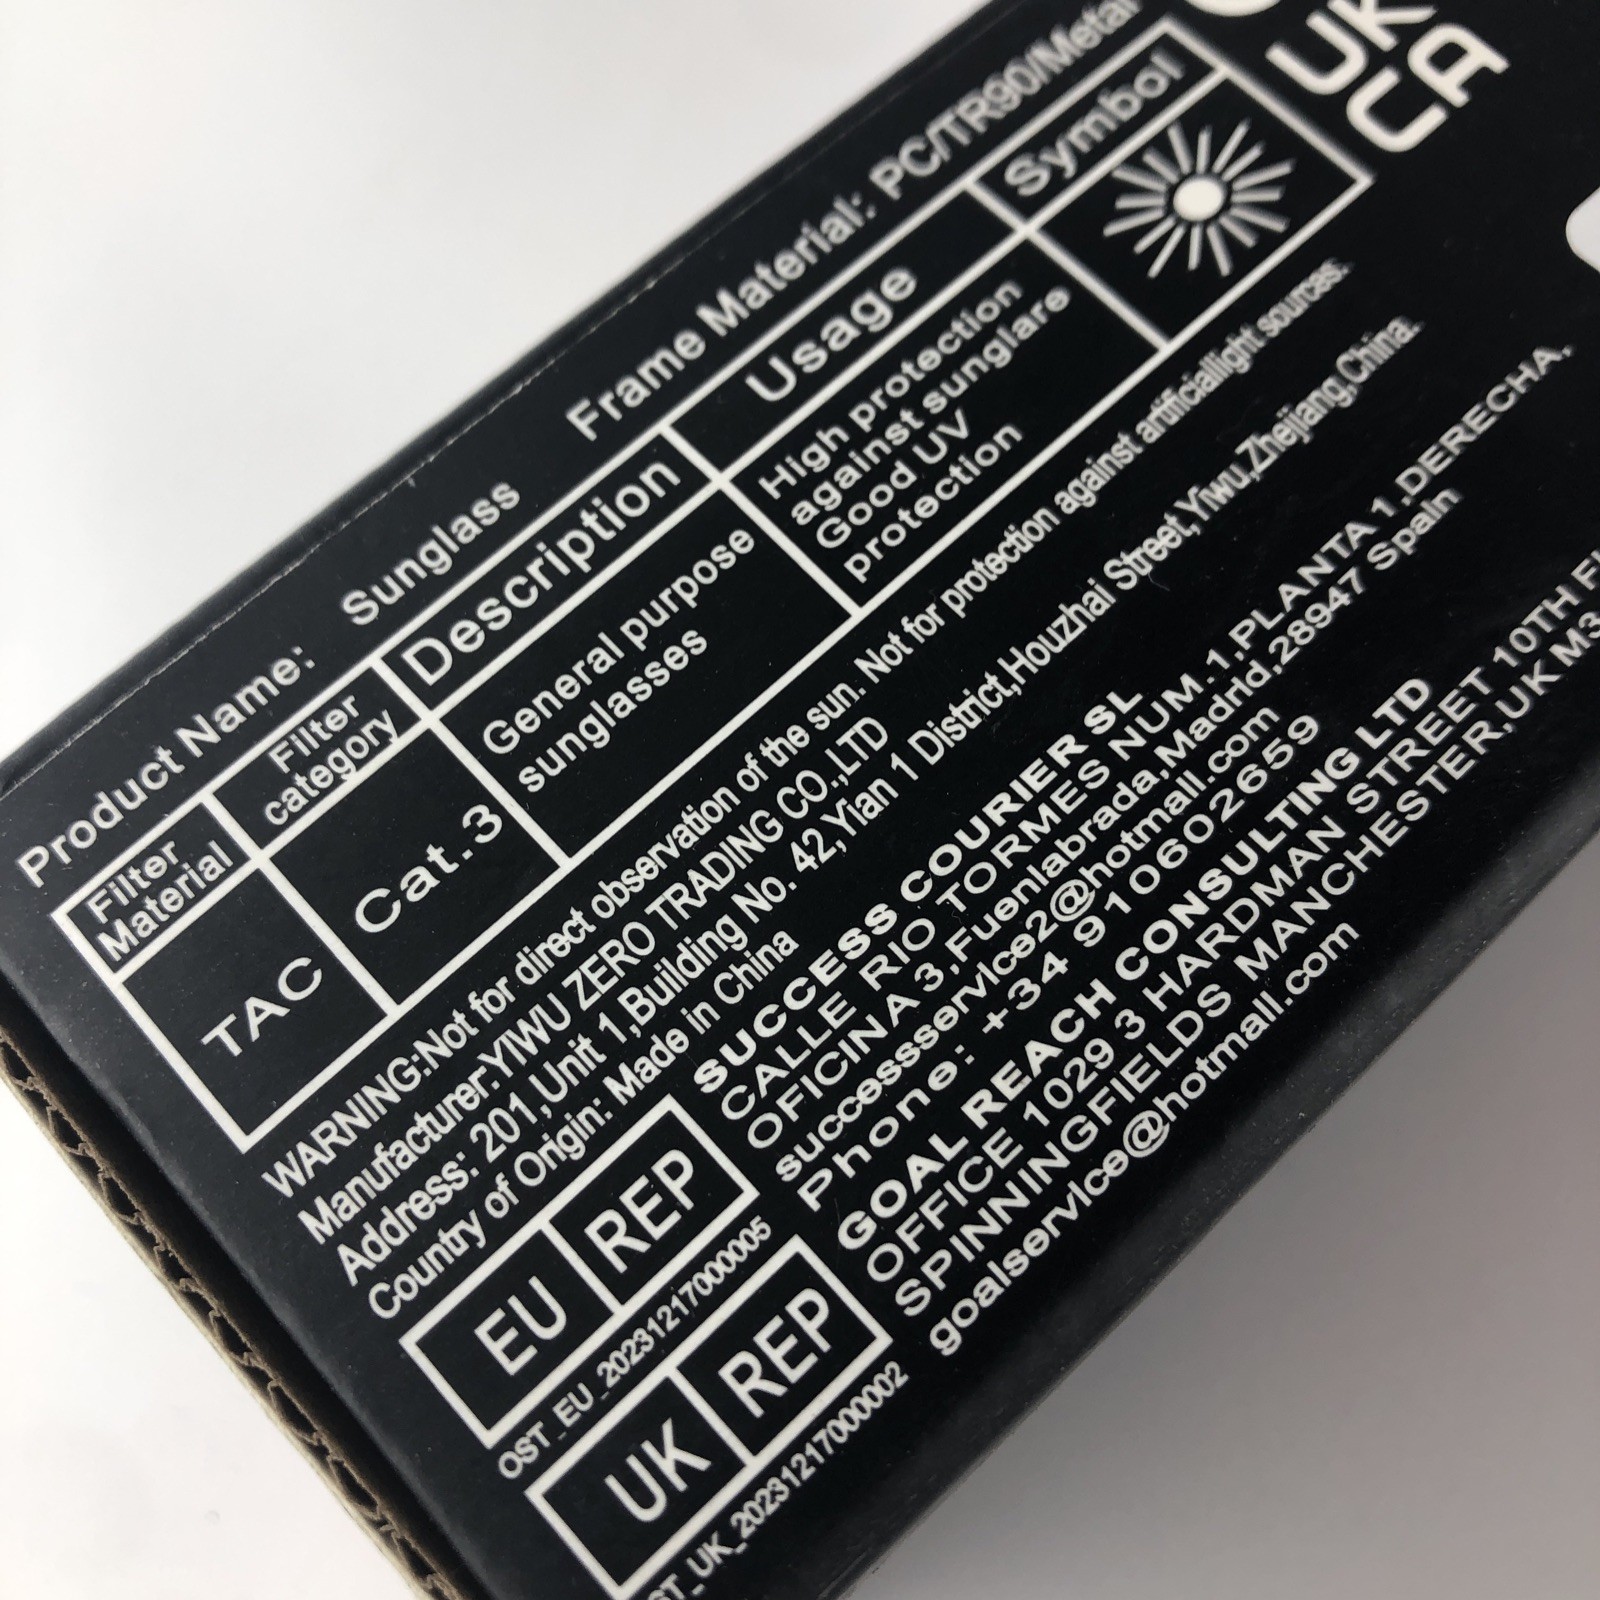 Product Name: Sunglass Frame Material: PC/TR90/Metal
UK
CA
Filter Material Filter category Description Usage Symbol
TAC Cat.3 General purpose sunglasses High protection against sunglare Good UV protection
WARNING:Not for direct observation of the sun. Not for protection against artificiallight sources.
Manufacturer:YIWU ZERO TRADING CO.,LTD
Address: 201,Unit 1,Building No. 42,Yian 1 District,Houzhai Street,Yiwu,Zhejiang,China.
Country of Origin: Made in China
EU REP
OST_EU_20231217000005
SUCCESS COURIER SL
CALLE RIO TORMES NUM.1,PLANTA 1,DERECHA,
OFICINA 3,Fuenlabrada,Madrid,28947 Spain
successservice2@hotmail.com
Phone: +34 910602659
UK REP
ST_UK_20231217000002
GOAL REACH CONSULTING LTD
OFFICE 1029 3 HARDMAN STREET 10TH
SPINNINGFIELDS MANCHESTER,UK M3
goalservice@hotmail.com